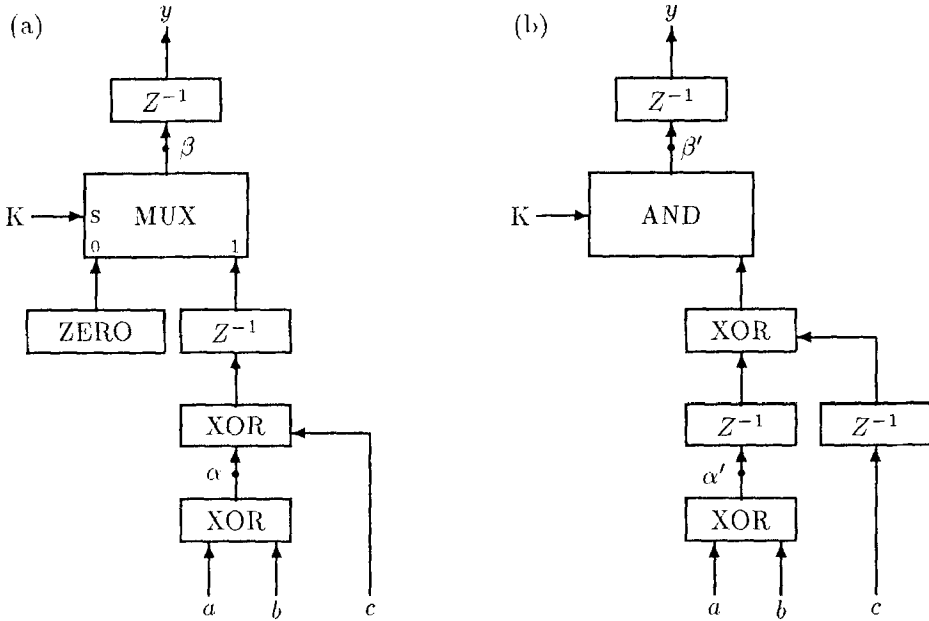 (a)
y
Z⁻¹
β
K
S
MUX
0
1
ZERO
Z⁻¹
XOR
α
XOR
a
b
c
(b)
y
Z⁻¹
β′
K
AND
XOR
Z⁻¹
Z⁻¹
α′
XOR
a
b
c